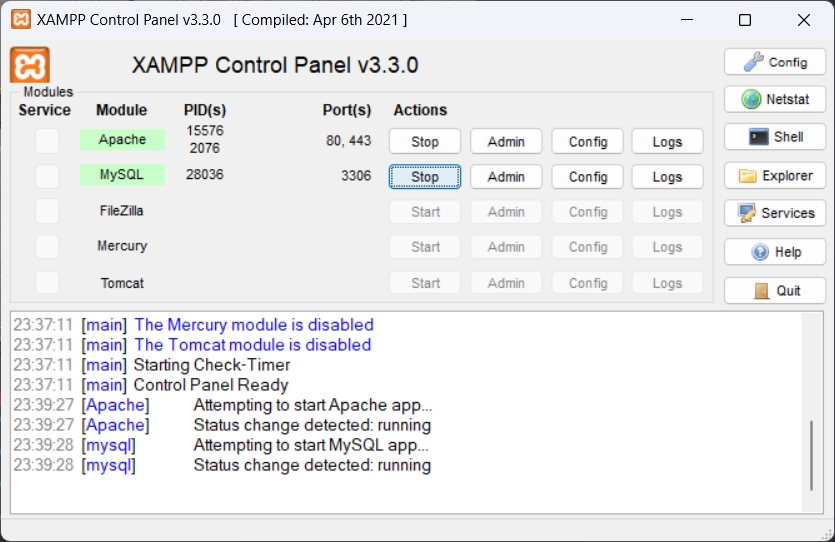 XAMPP Control Panel v3.3.0 [ Compiled: Apr 6th 2021 ]
XAMPP Control Panel v3.3.0
Config
Modules
Service Module PID(s) Port(s) Actions
Netstat
Apache 15576 2076 80, 443 Stop Admin Config Logs
Shell
MySQL 28036 3306 Stop Admin Config Logs
Explorer
FileZilla Start Admin Config Logs
Services
Mercury Start Admin Config Logs
Help
Tomcat Start Admin Config Logs
Quit
23:37:11 [main] The Mercury module is disabled
23:37:11 [main] The Tomcat module is disabled
23:37:11 [main] Starting Check-Timer
23:37:11 [main] Control Panel Ready
23:39:27 [Apache] Attempting to start Apache app...
23:39:27 [Apache] Status change detected: running
23:39:28 [mysql] Attempting to start MySQL app...
23:39:28 [mysql] Status change detected: running